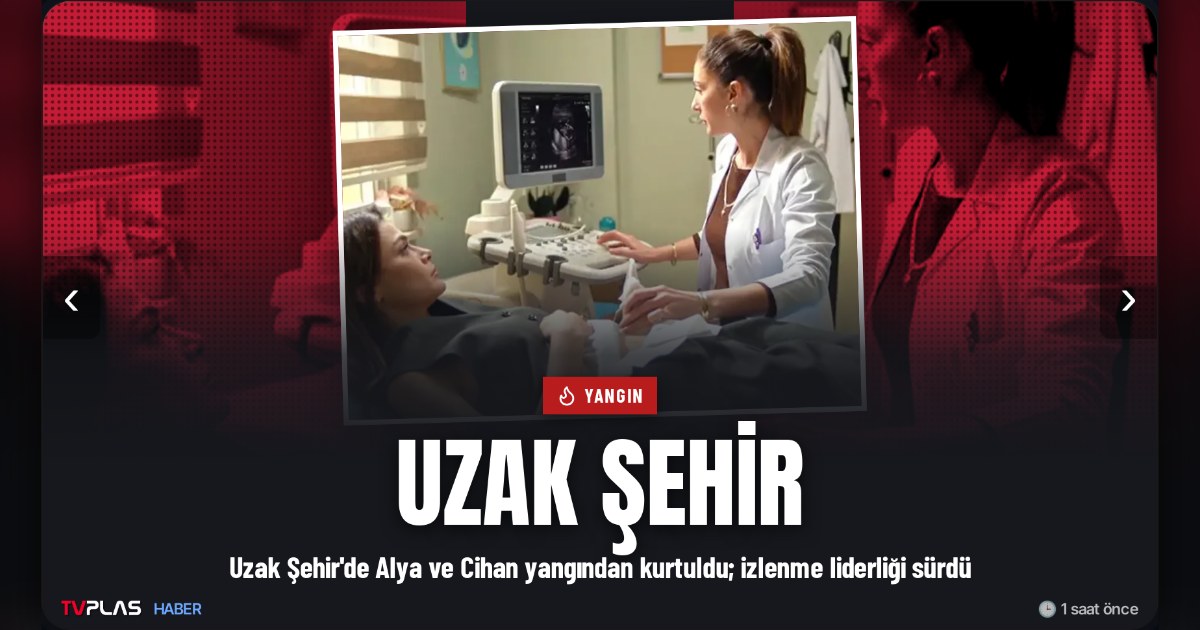 YANGIN
UZAK ŞEHİR
Uzak Şehir'de Alya ve Cihan yangından kurtuldu; izlenme liderliği sürdü
TVPLAS HABER
1 saat önce